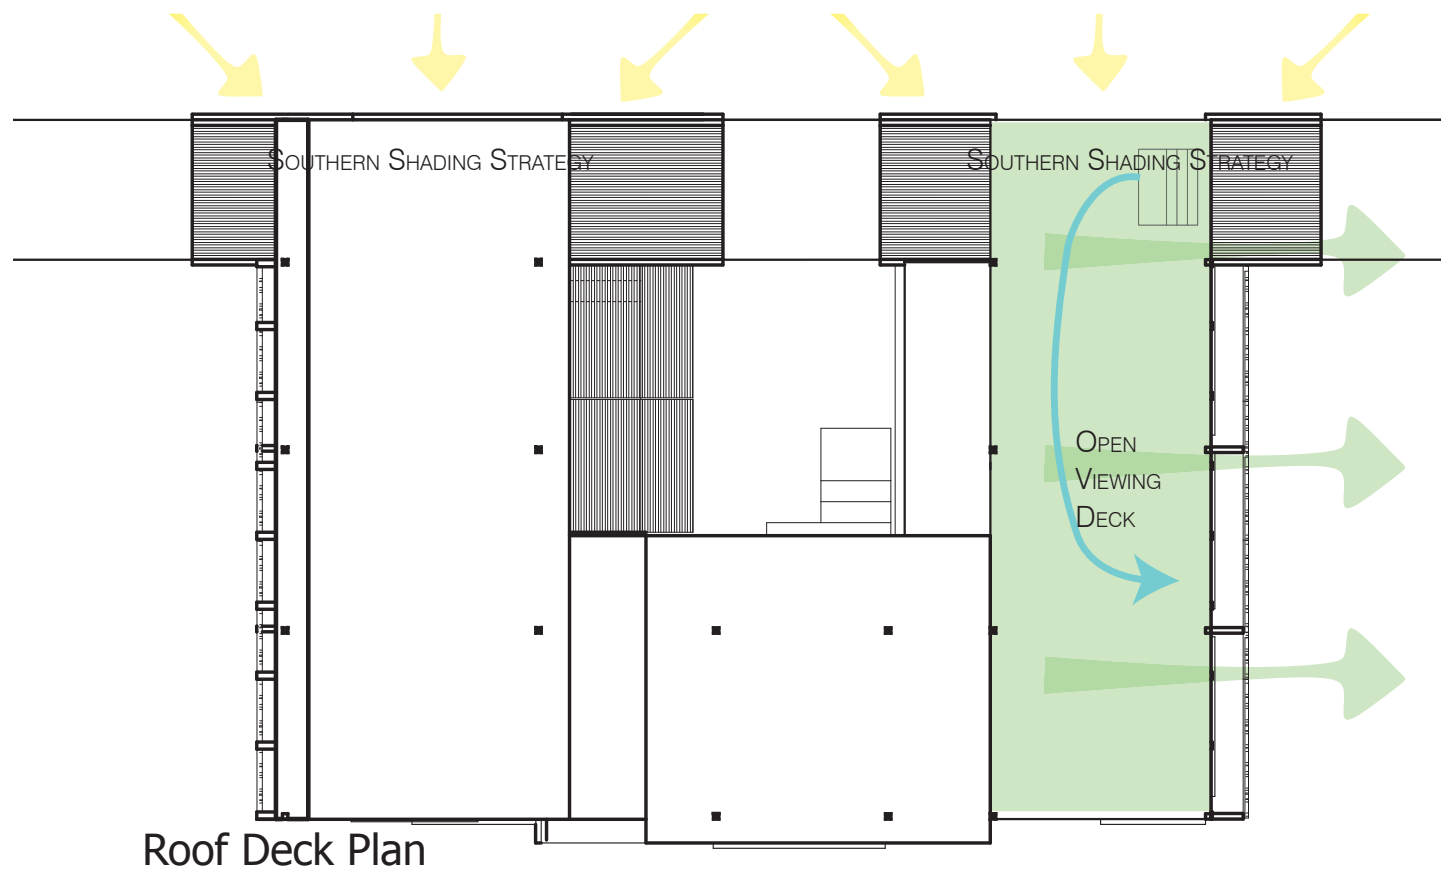 Southern Shading Strategy
Southern Shading Strategy
Open
Viewing
Deck
Roof Deck Plan